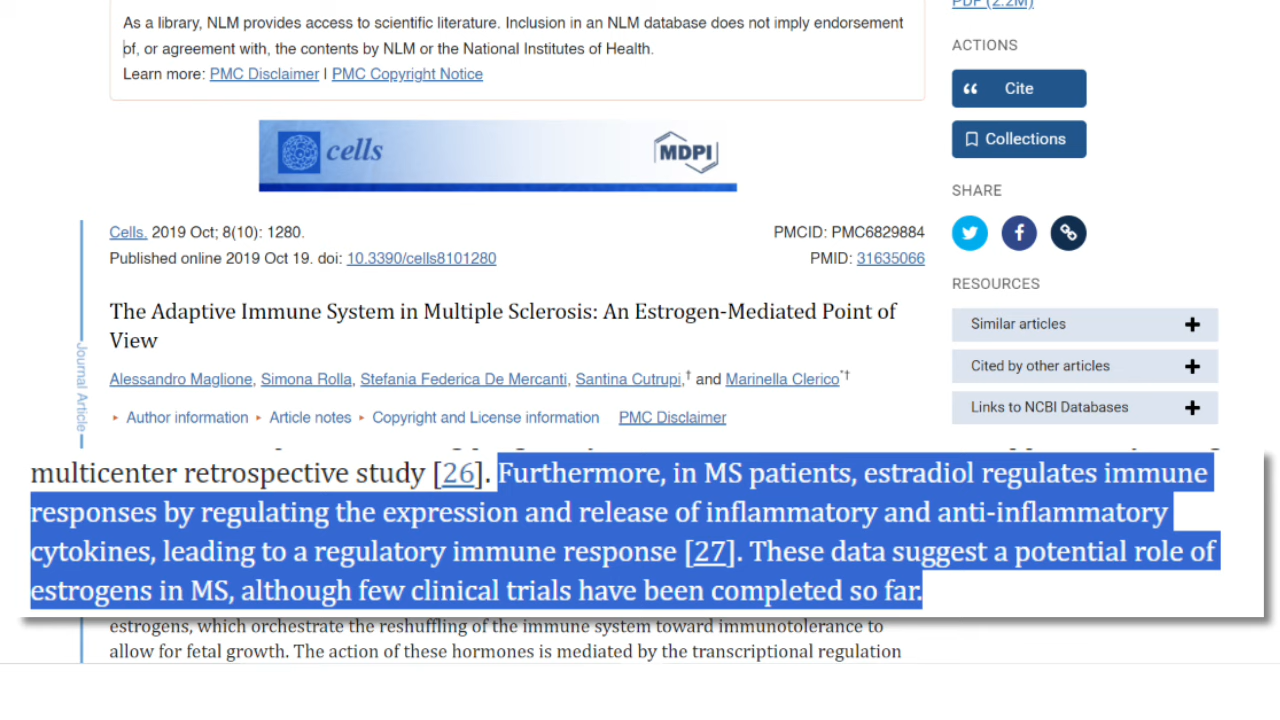 As a library, NLM provides access to scientific literature. Inclusion in an NLM database does not imply endorsement
of, or agreement with, the contents by NLM or the National Institutes of Health.
Learn more: PMC Disclaimer | PMC Copyright Notice
cells
MDPI
Cells. 2019 Oct; 8(10): 1280.
PMCID: PMC6829884
Published online 2019 Oct 19. doi: 10.3390/cells8101280
PMID: 31635066
The Adaptive Immune System in Multiple Sclerosis: An Estrogen-Mediated Point of
View
Alessandro Maglione, Simona Rolla, Stefania Federica De Mercanti, Santina Cutrupi,† and Marinella Clerico*†
Author information Article notes Copyright and License information PMC Disclaimer
Journal Article
multicenter retrospective study [26]. Furthermore, in MS patients, estradiol regulates immune
responses by regulating the expression and release of inflammatory and anti-inflammatory
cytokines, leading to a regulatory immune response [27]. These data suggest a potential role of
estrogens in MS, although few clinical trials have been completed so far.
estrogens, which orchestrate the reshuffling of the immune system toward immunotolerance to
allow for fetal growth. The action of these hormones is mediated by the transcriptional regulation
PDF (2.2M)
ACTIONS
Cite
Collections
SHARE
RESOURCES
Similar articles
Cited by other articles
Links to NCBI Databases